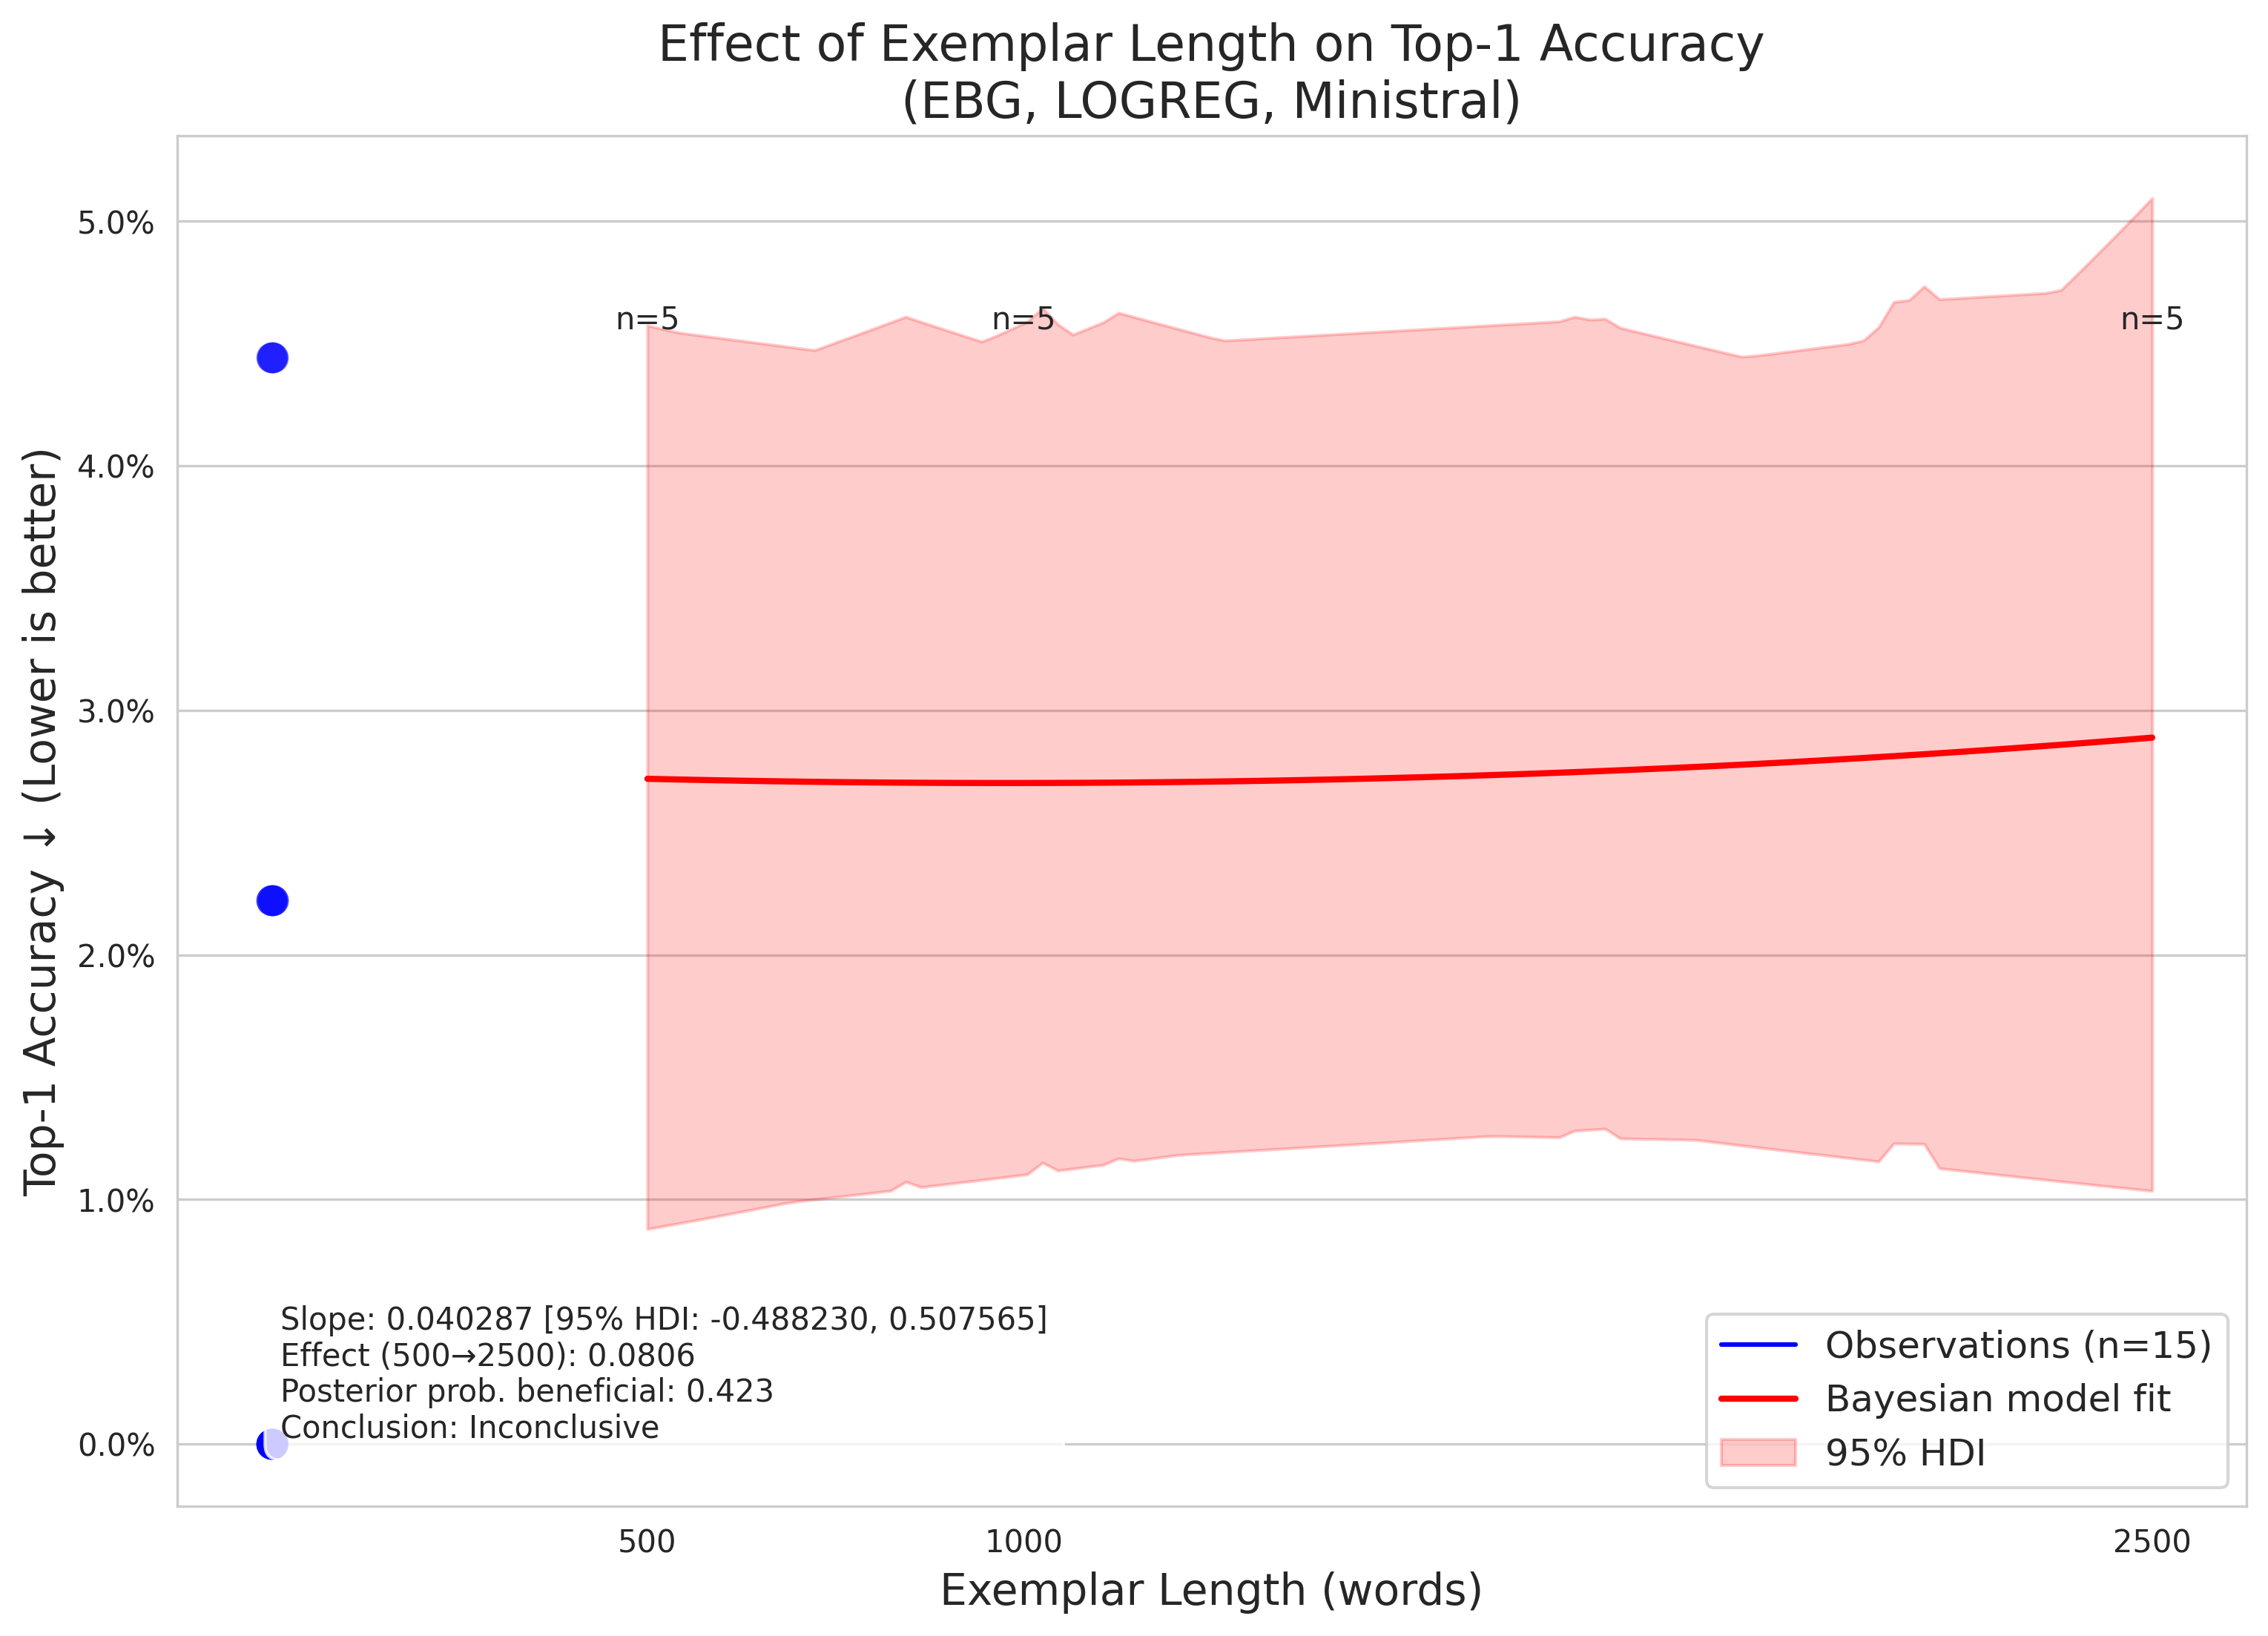 Effect of Exemplar Length on Top-1 Accuracy
(EBG, LOGREG, Ministral)
Top-1 Accuracy ↓ (Lower is better)
5.0%
4.0%
3.0%
2.0%
1.0%
0.0%
n=5
n=5
n=5
Slope: 0.040287 [95% HDI: -0.488230, 0.507565]
Effect (500→2500): 0.0806
Posterior prob. beneficial: 0.423
Conclusion: Inconclusive
Observations (n=15)
Bayesian model fit
95% HDI
500
1000
2500
Exemplar Length (words)